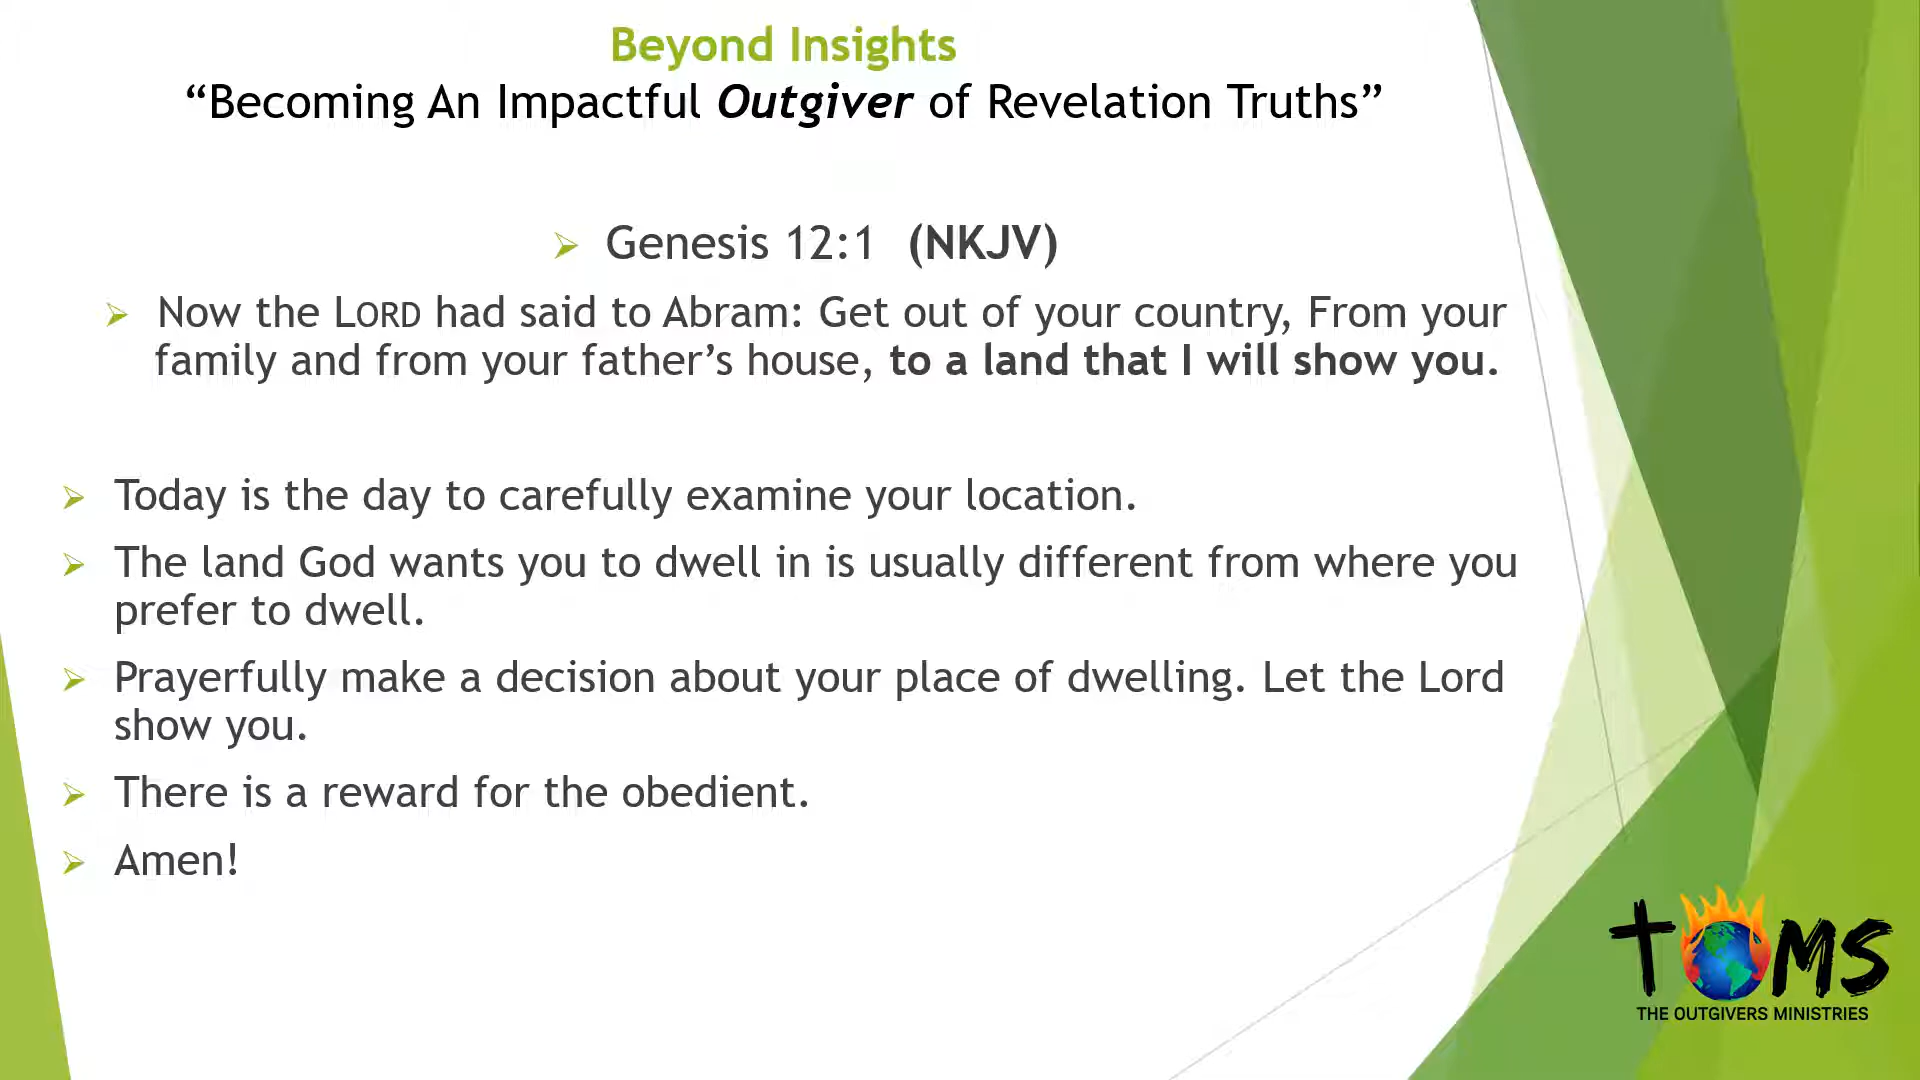 Beyond Insights
“Becoming An Impactful Outgiver of Revelation Truths”
Genesis 12:1 (NKJV)
Now the LORD had said to Abram: Get out of your country, From your
family and from your father’s house, to a land that I will show you.
Today is the day to carefully examine your location.
The land God wants you to dwell in is usually different from where you
prefer to dwell.
Prayerfully make a decision about your place of dwelling. Let the Lord
show you.
There is a reward for the obedient.
Amen!
TOMS
THE OUTGIVERS MINISTRIES